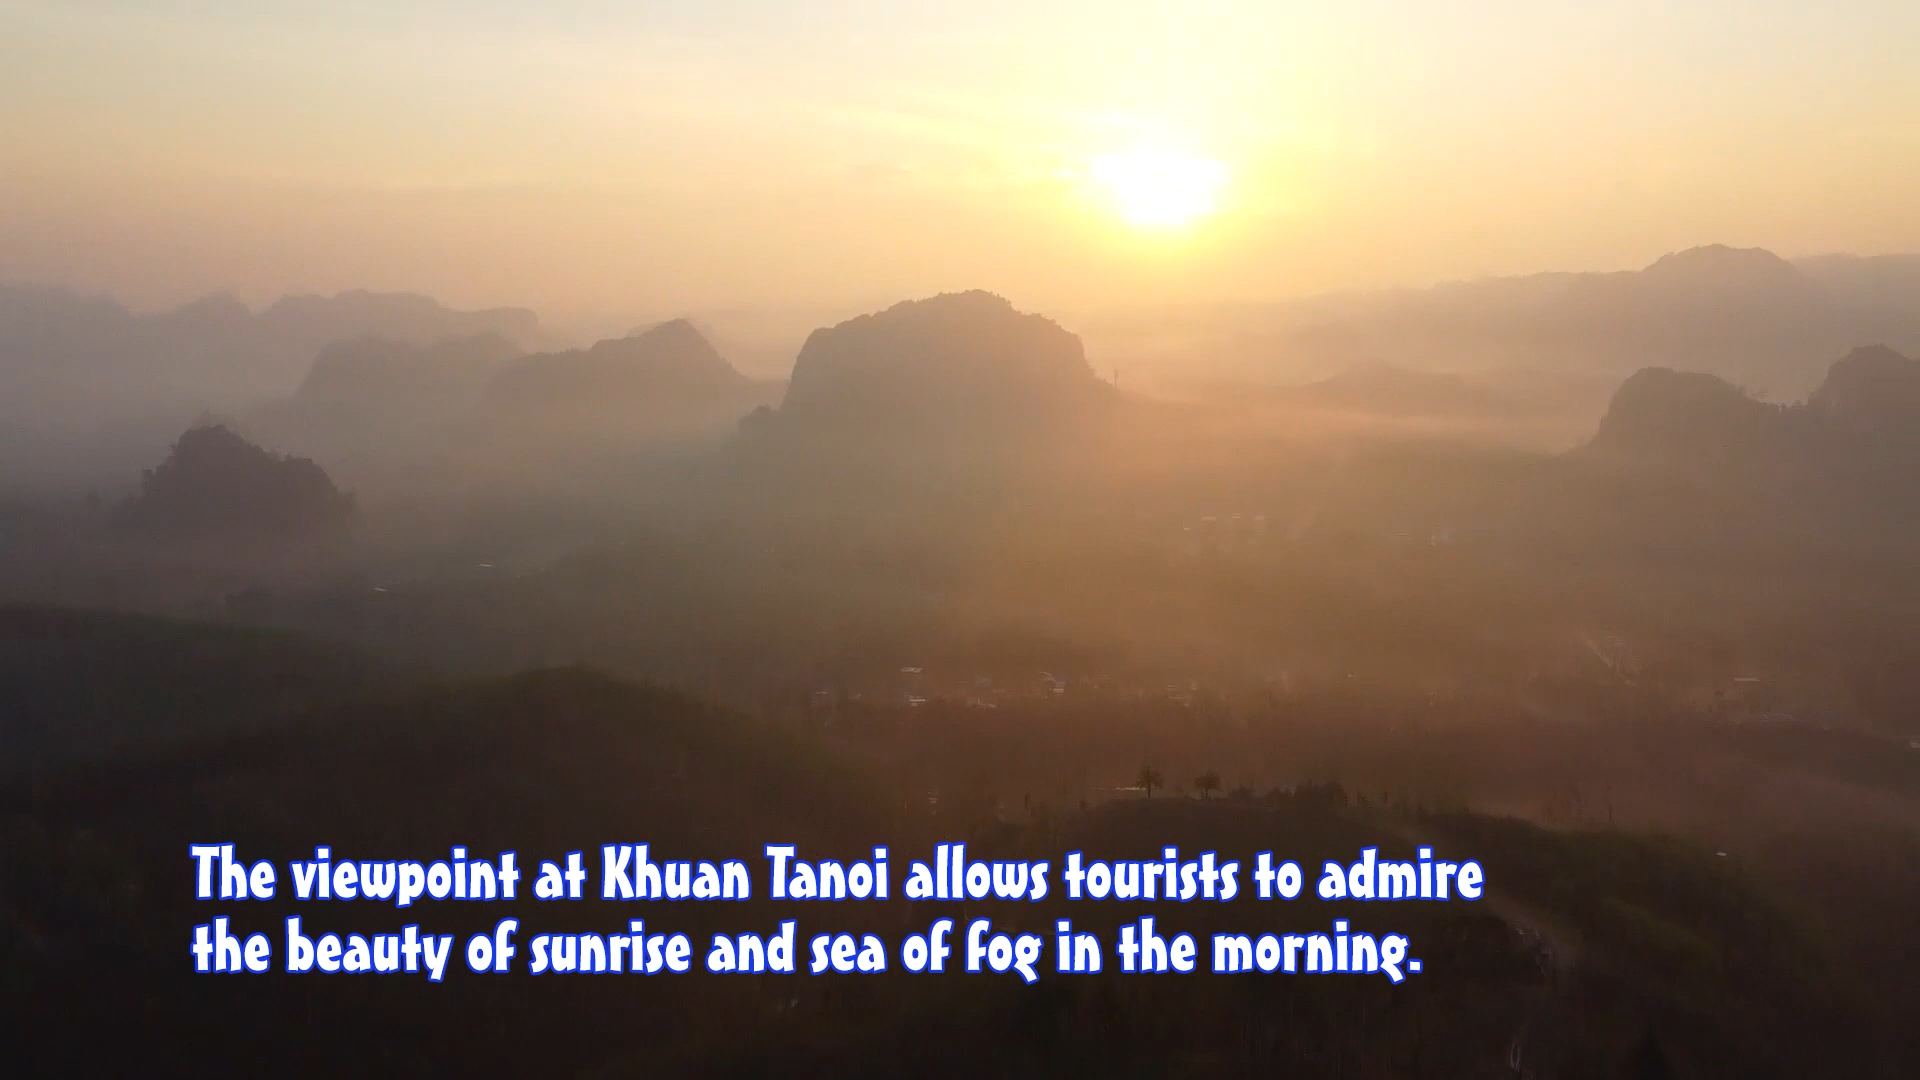 The viewpoint at Khuan Tanoi allows tourists to admire
the beauty of sunrise and sea of fog in the morning.